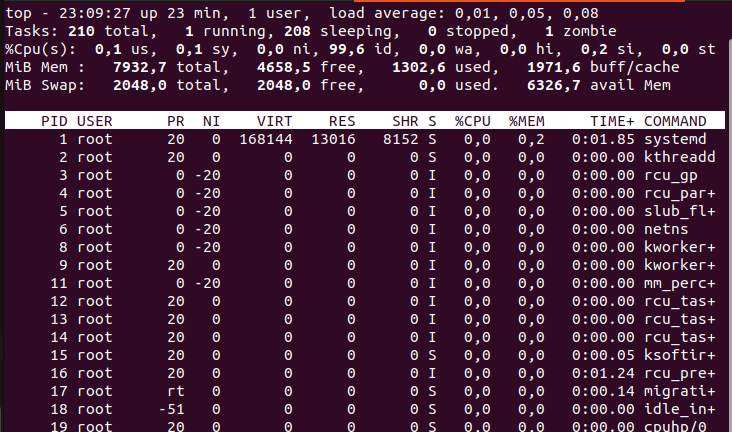 top - 23:09:27 up 23 min,  1 user,  load average: 0,01, 0,05, 0,08
Tasks: 210 total,   1 running, 208 sleeping,   0 stopped,   1 zombie
%Cpu(s):  0,1 us,  0,1 sy,  0,0 ni, 99,6 id,  0,0 wa,  0,0 hi,  0,2 si,  0,0 st
MiB Mem :   7932,7 total,   4658,5 free,   1302,6 used,   1971,6 buff/cache
MiB Swap:   2048,0 total,   2048,0 free,      0,0 used.   6326,7 avail Mem
PID USER      PR  NI    VIRT    RES    SHR S  %CPU  %MEM     TIME+ COMMAND
1 root      20   0  168144  13016   8152 S   0,0   0,2   0:01.85 systemd
2 root      20   0       0      0      0 S   0,0   0,0   0:00.00 kthreadd
3 root       0 -20       0      0      0 I   0,0   0,0   0:00.00 rcu_gp
4 root       0 -20       0      0      0 I   0,0   0,0   0:00.00 rcu_par+
5 root       0 -20       0      0      0 I   0,0   0,0   0:00.00 slub_fl+
6 root       0 -20       0      0      0 I   0,0   0,0   0:00.00 netns
8 root       0 -20       0      0      0 I   0,0   0,0   0:00.00 kworker+
9 root      20   0       0      0      0 I   0,0   0,0   0:00.00 kworker+
11 root       0 -20       0      0      0 I   0,0   0,0   0:00.00 mm_perc+
12 root      20   0       0      0      0 I   0,0   0,0   0:00.00 rcu_tas+
13 root      20   0       0      0      0 I   0,0   0,0   0:00.00 rcu_tas+
14 root      20   0       0      0      0 I   0,0   0,0   0:00.00 rcu_tas+
15 root      20   0       0      0      0 S   0,0   0,0   0:00.05 ksoftir+
16 root      20   0       0      0      0 I   0,0   0,0   0:01.24 rcu_pre+
17 root      rt   0       0      0      0 S   0,0   0,0   0:00.14 migrati+
18 root     -51   0       0      0      0 S   0,0   0,0   0:00.00 idle_in+
19 root      20   0       0      0      0 S   0,0   0,0   0:00.00 cpuhp/0